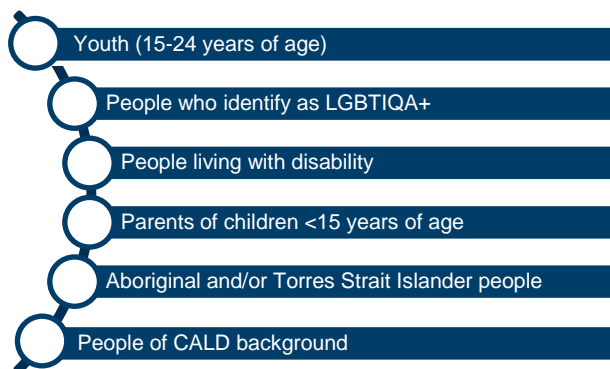 Youth (15-24 years of age)
People who identify as LGBTIQA+
People living with disability
Parents of children <15 years of age
Aboriginal and/or Torres Strait Islander people
People of CALD background